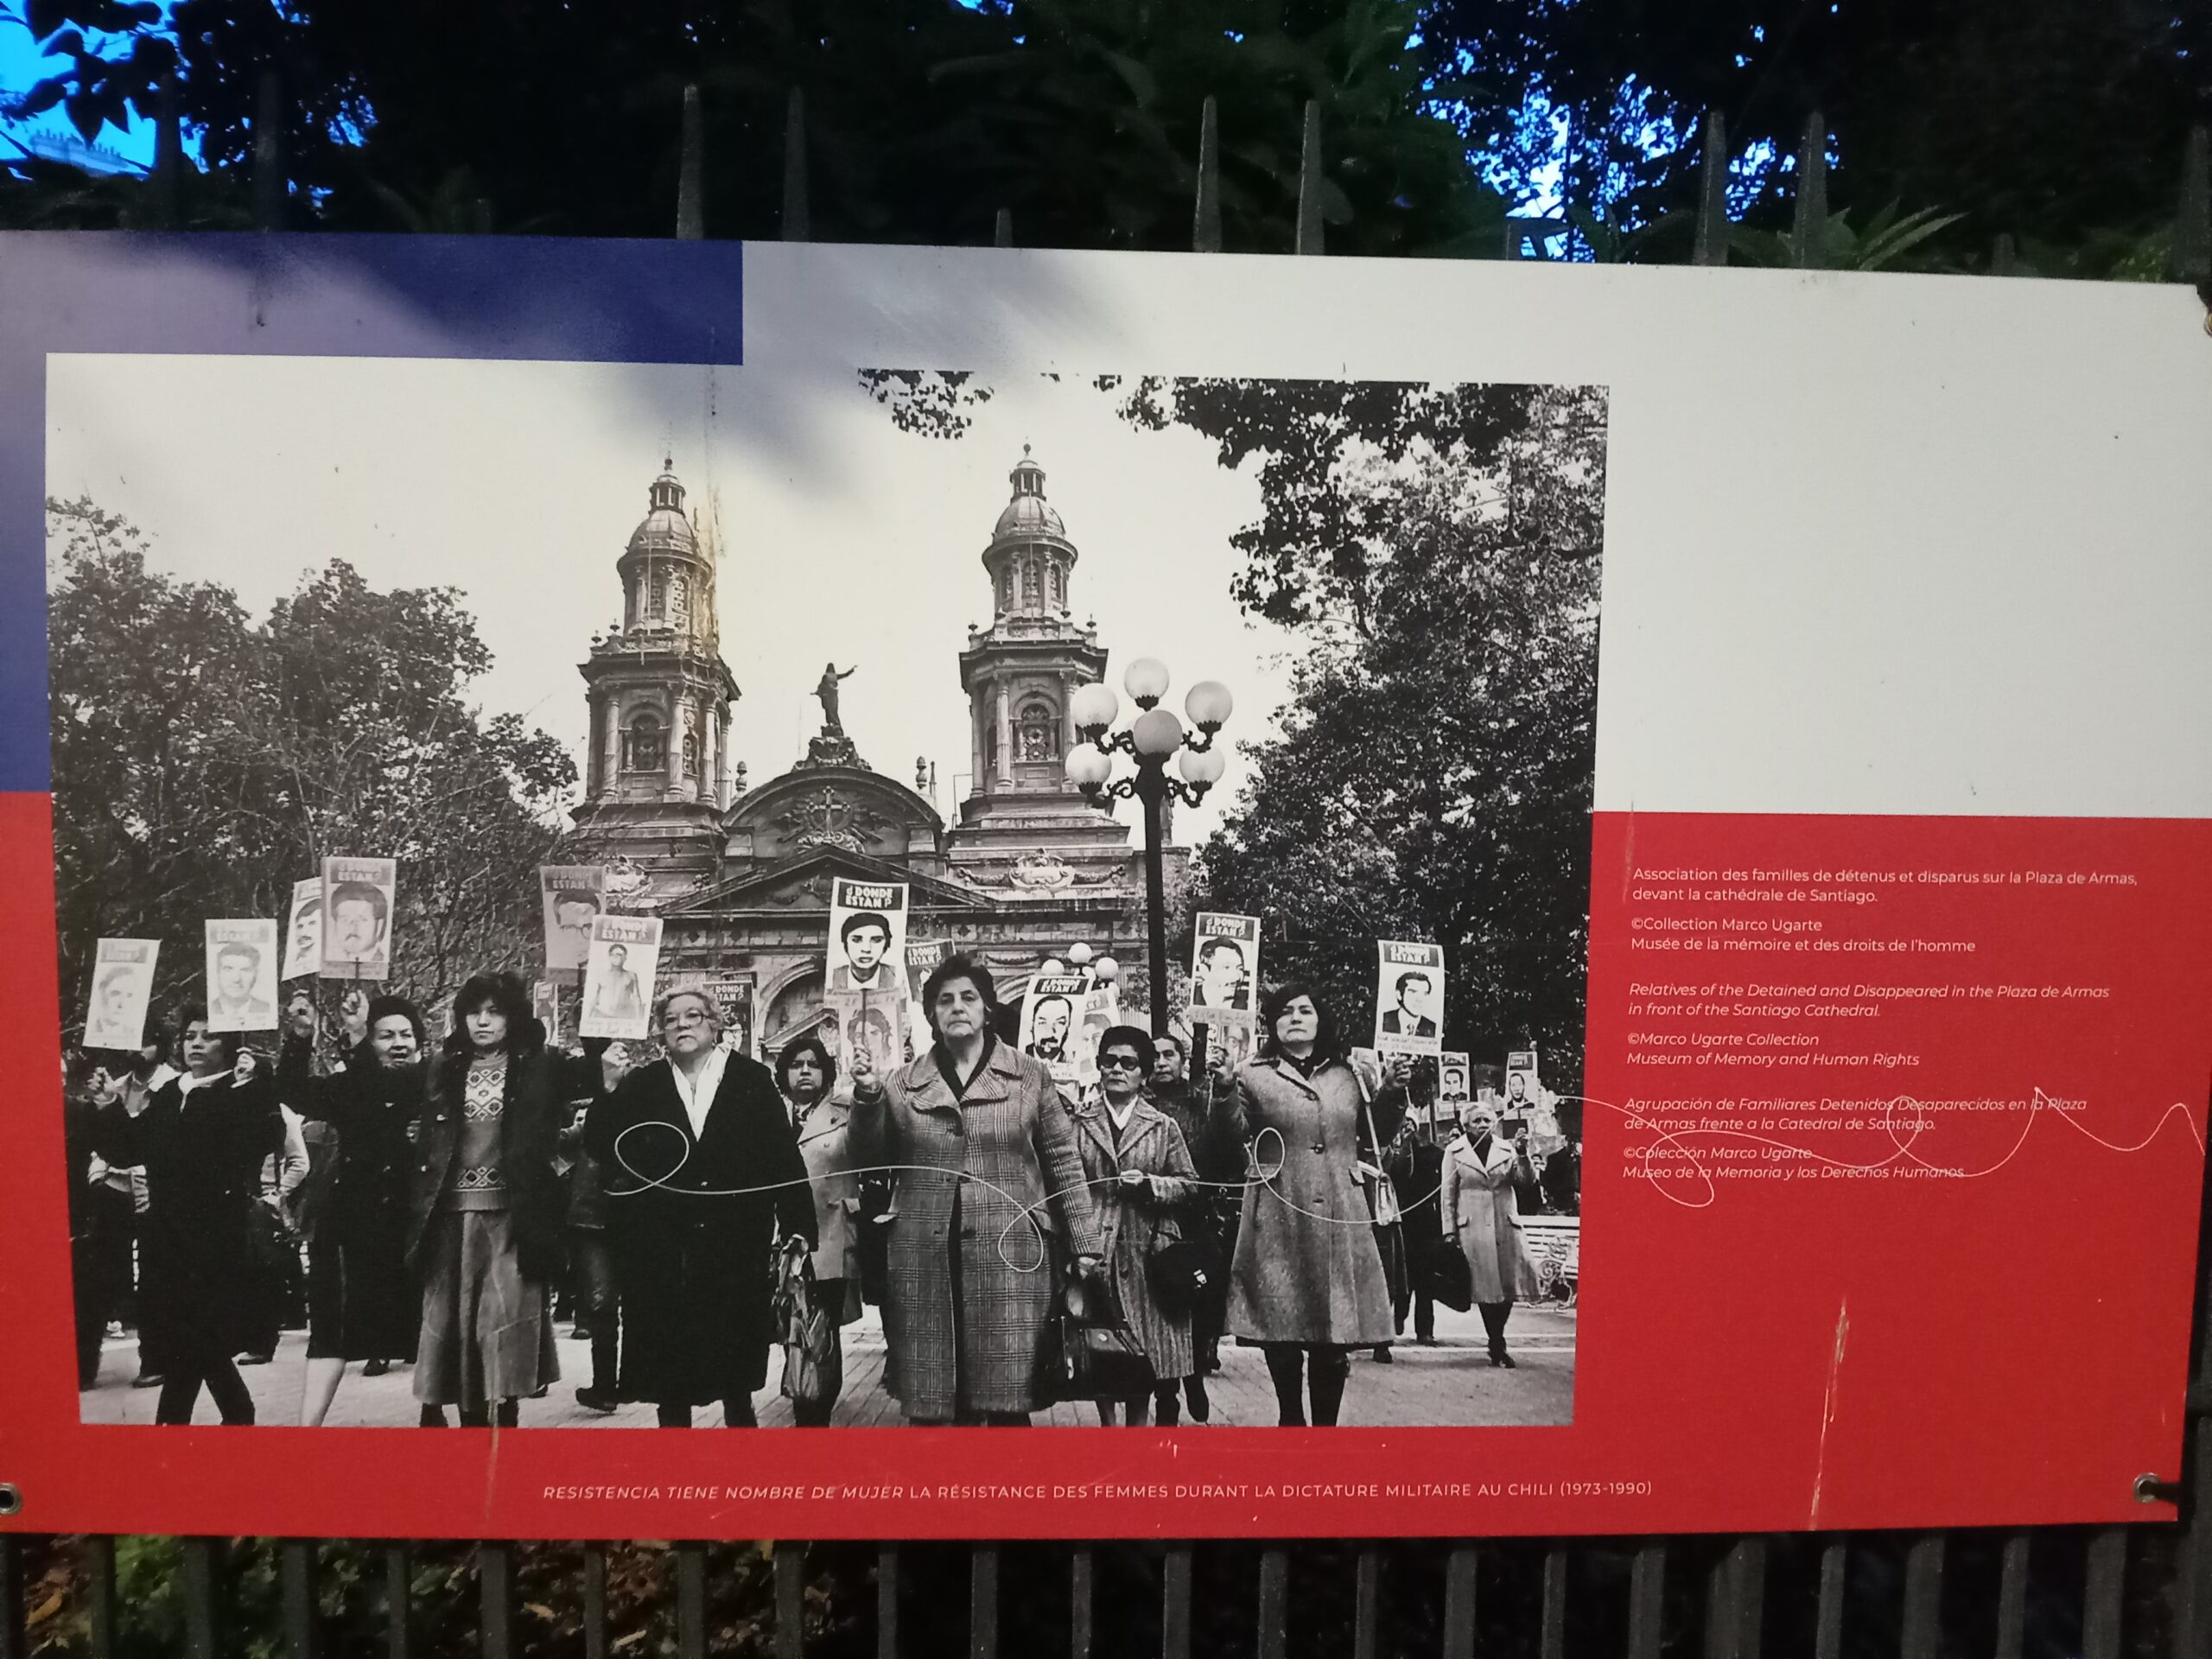 ¿DONDE
ESTAN?
¿DONDE
ESTAN?
ESTAN?
¿DONDE
ESTAN?
¿DONDE
ESTAN?
¿DONDE
ESTAN?
¿DONDE
ESTAN?
Association des familles de détenus et disparus sur la Plaza de Armas,
devant la cathédrale de Santiago.
©Collection Marco Ugarte
Musée de la mémoire et des droits de l'homme
Relatives of the Detained and Disappeared in the Plaza de Armas
in front of the Santiago Cathedral.
©Marco Ugarte Collection
Museum of Memory and Human Rights
Agrupación de Familiares Detenidos Desaparecidos en la Plaza
de Armas frente a la Catedral de Santiago.
©Colección Marco Ugarte
Museo de la Memoria y los Derechos Humanos
RESISTENCIA TIENE NOMBRE DE MUJER LA RÉSISTANCE DES FEMMES DURANT LA DICTATURE MILITAIRE AU CHILI (1973-1990)